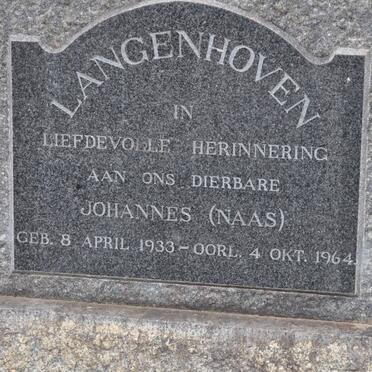 LANGENHOVEN
IN
LIEFDEVOLLE HERINNERING
AAN ONS DIERBARE
JOHANNES (NAAS)
GEB. 8 APRIL 1933 - OORL. 4 OKT. 1964.